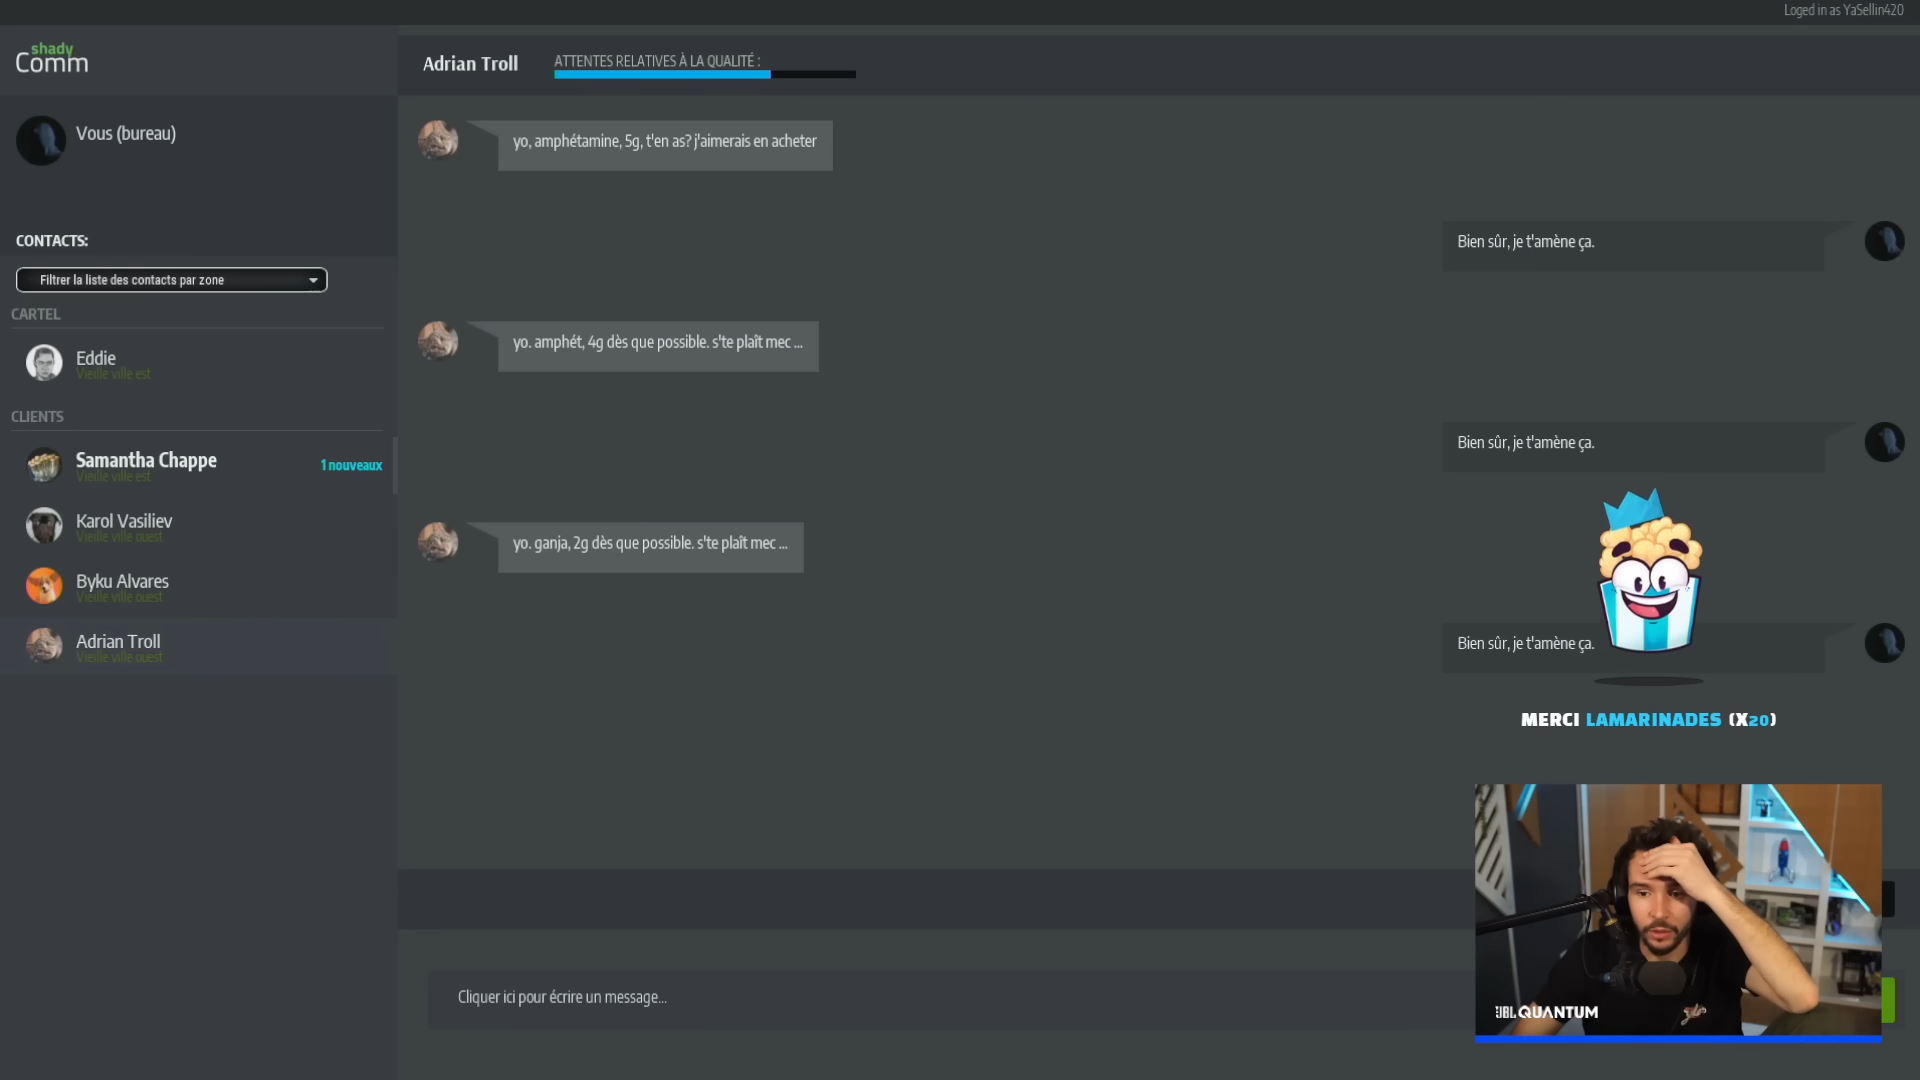 Loged in as YaSellin420
shady
Comm
Vous (bureau)
CONTACTS:
Filtrer la liste des contacts par zone
CARTEL
Eddie
Vieille ville est
CLIENTS
Samantha Chappe
Vieille ville est
1 nouveaux
Karol Vasiliev
Vieille ville ouest
Byku Alvares
Vieille ville ouest
Adrian Troll
Vieille ville ouest
Adrian Troll
ATTENTES RELATIVES À LA QUALITÉ :
yo, amphétamine, 5g, t'en as? j'aimerais en acheter
Bien sûr, je t'amène ça.
yo. amphét, 4g dès que possible. s'te plaît mec ...
Bien sûr, je t'amène ça.
yo. ganja, 2g dès que possible. s'te plaît mec ...
Bien sûr, je t'amène ça.
MERCI LAMARINADES (X20)
Cliquer ici pour écrire un message...
JBL QUANTUM